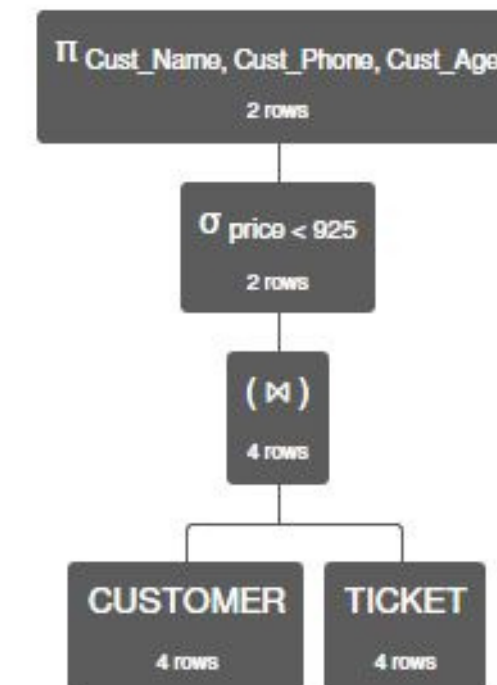 π Cust_Name, Cust_Phone, Cust_Age
2 rows
σ price < 925
2 rows
( ⋈ )
4 rows
CUSTOMER TICKET
4 rows 4 rows